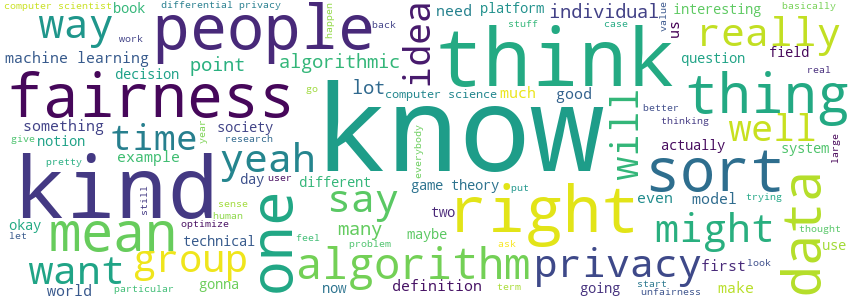 computer scientist
differential privacy
book
way
people
happen
back
work
idea
need
platform
stuff
case
individual
value
us
interesting
basically
really
field
real
machine learning
decision
point
algorithmic
lot
computer science
much
good
think
question
thing
fairness
something
notion
give
pretty
example
time
year
society
research
go
know
will
better
thinking
well
actually
system
large
kind
still
yeah
day
user
different
everybody
game theory
put
sort
even
model
trying
sense
human
optimize
one
say
two
right
might
data
thought
use
okay
let
mean
technical
feel
many
maybe
problem
ask
privacy
first
look
want
group
gonna
algorithm
world
particular
now
definition
term
going
start
unfairness
make